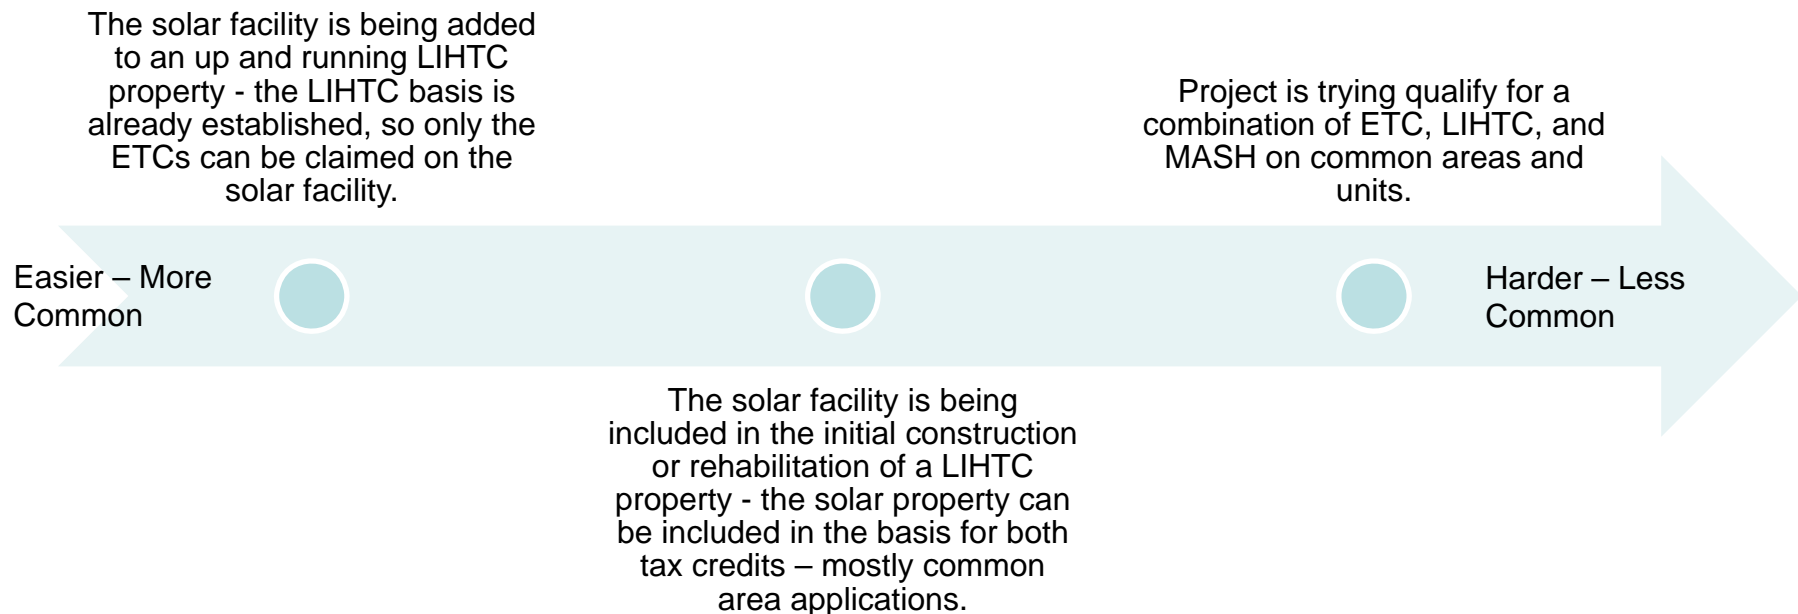 The solar facility is being added
to an up and running LIHTC
property - the LIHTC basis is
already established, so only the
ETCs can be claimed on the
solar facility.
Project is trying qualify for a
combination of ETC, LIHTC, and
MASH on common areas and
units.
Easier – More
Common
Harder – Less
Common
The solar facility is being
included in the initial construction
or rehabilitation of a LIHTC
property - the solar property can
be included in the basis for both
tax credits – mostly common
area applications.